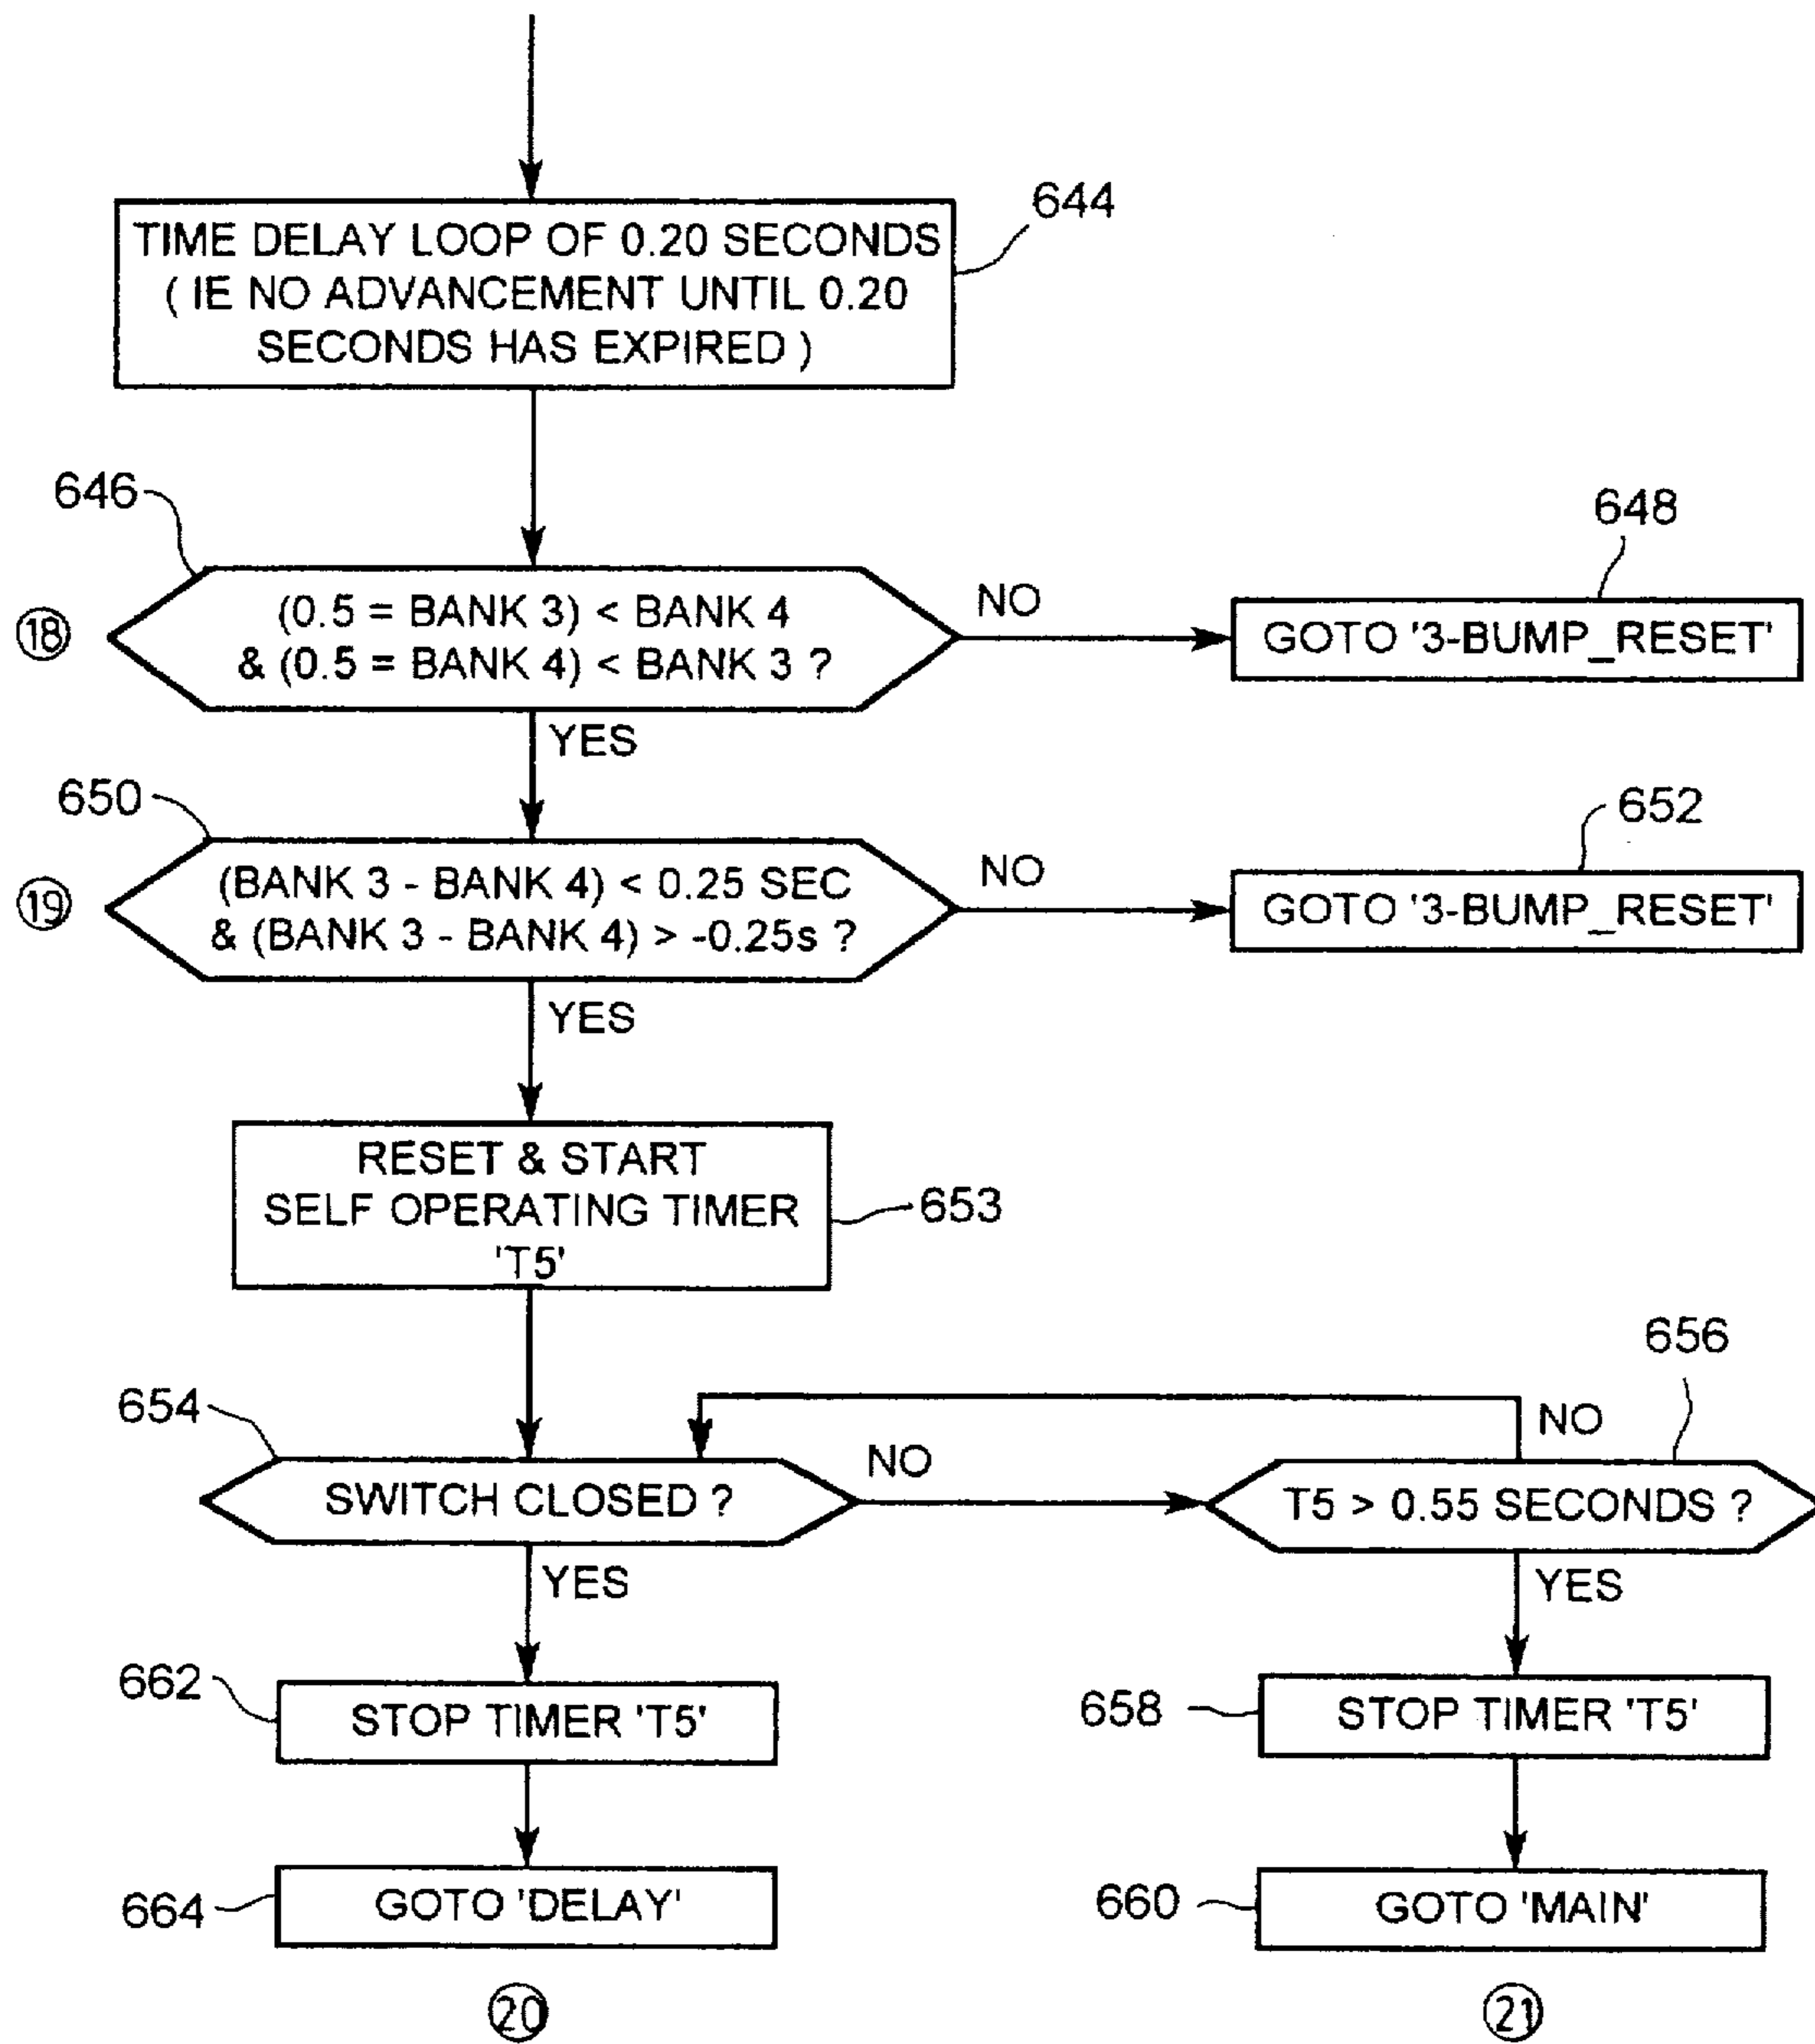 TIME DELAY LOOP OF 0.20 SECONDS
( IE NO ADVANCEMENT UNTIL 0.20
SECONDS HAS EXPIRED )
644
646
18
(0.5 = BANK 3) < BANK 4
& (0.5 = BANK 4) < BANK 3 ?
NO
648
GOTO '3-BUMP_RESET'
YES
650
19
(BANK 3 - BANK 4) < 0.25 SEC
& (BANK 3 - BANK 4) > -0.25s ?
NO
652
GOTO '3-BUMP_RESET'
YES
RESET & START
SELF OPERATING TIMER
'T5'
653
654
SWITCH CLOSED ?
NO
656
NO
T5 > 0.55 SECONDS ?
YES
YES
662
STOP TIMER 'T5'
658
STOP TIMER 'T5'
664
GOTO 'DELAY'
660
GOTO 'MAIN'
20
21